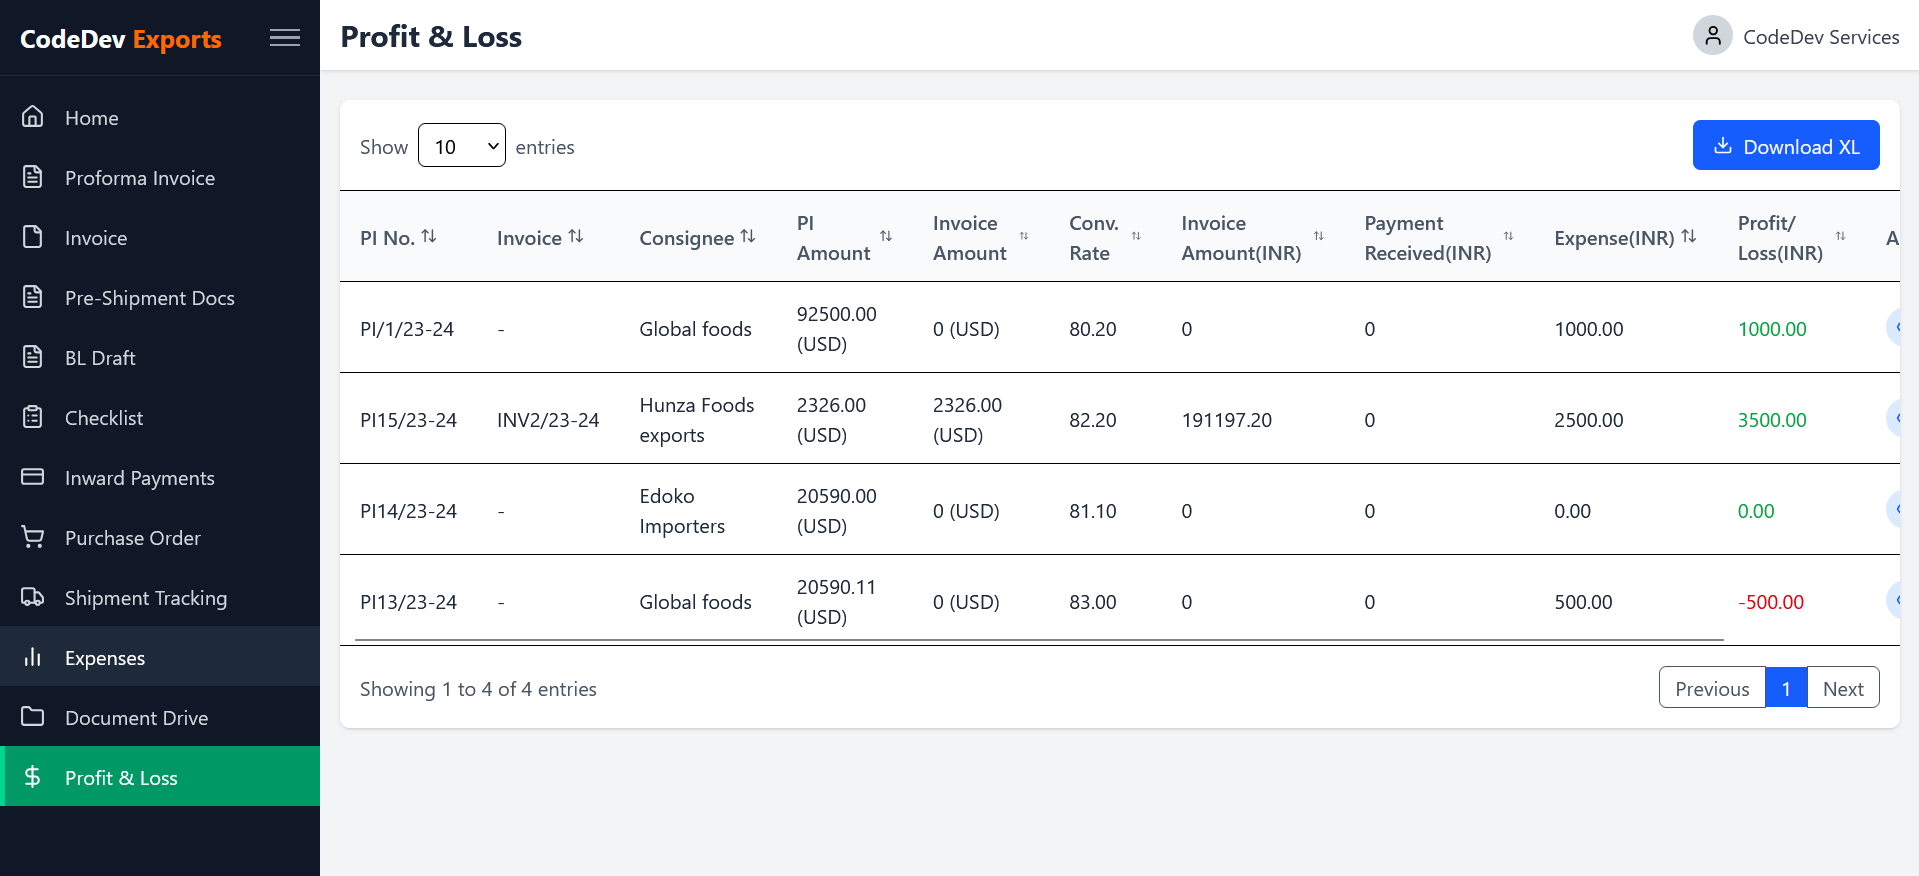 CodeDev Exports
Home
Proforma Invoice
Invoice
Pre-Shipment Docs
BL Draft
Checklist
Inward Payments
Purchase Order
Shipment Tracking
Expenses
Document Drive
Profit & Loss
Profit & Loss
CodeDev Services
Show 10 entries
Download XL
PI No. Invoice Consignee PI Amount Invoice Amount Conv. Rate Invoice Amount(INR) Payment Received(INR) Expense(INR) Profit/ Loss(INR) A
PI/1/23-24 - Global foods 92500.00 (USD) 0 (USD) 80.20 0 0 1000.00 1000.00
PI15/23-24 INV2/23-24 Hunza Foods exports 2326.00 (USD) 2326.00 (USD) 82.20 191197.20 0 2500.00 3500.00
PI14/23-24 - Edoko Importers 20590.00 (USD) 0 (USD) 81.10 0 0 0.00 0.00
PI13/23-24 - Global foods 20590.11 (USD) 0 (USD) 83.00 0 0 500.00 -500.00
Showing 1 to 4 of 4 entries
Previous 1 Next